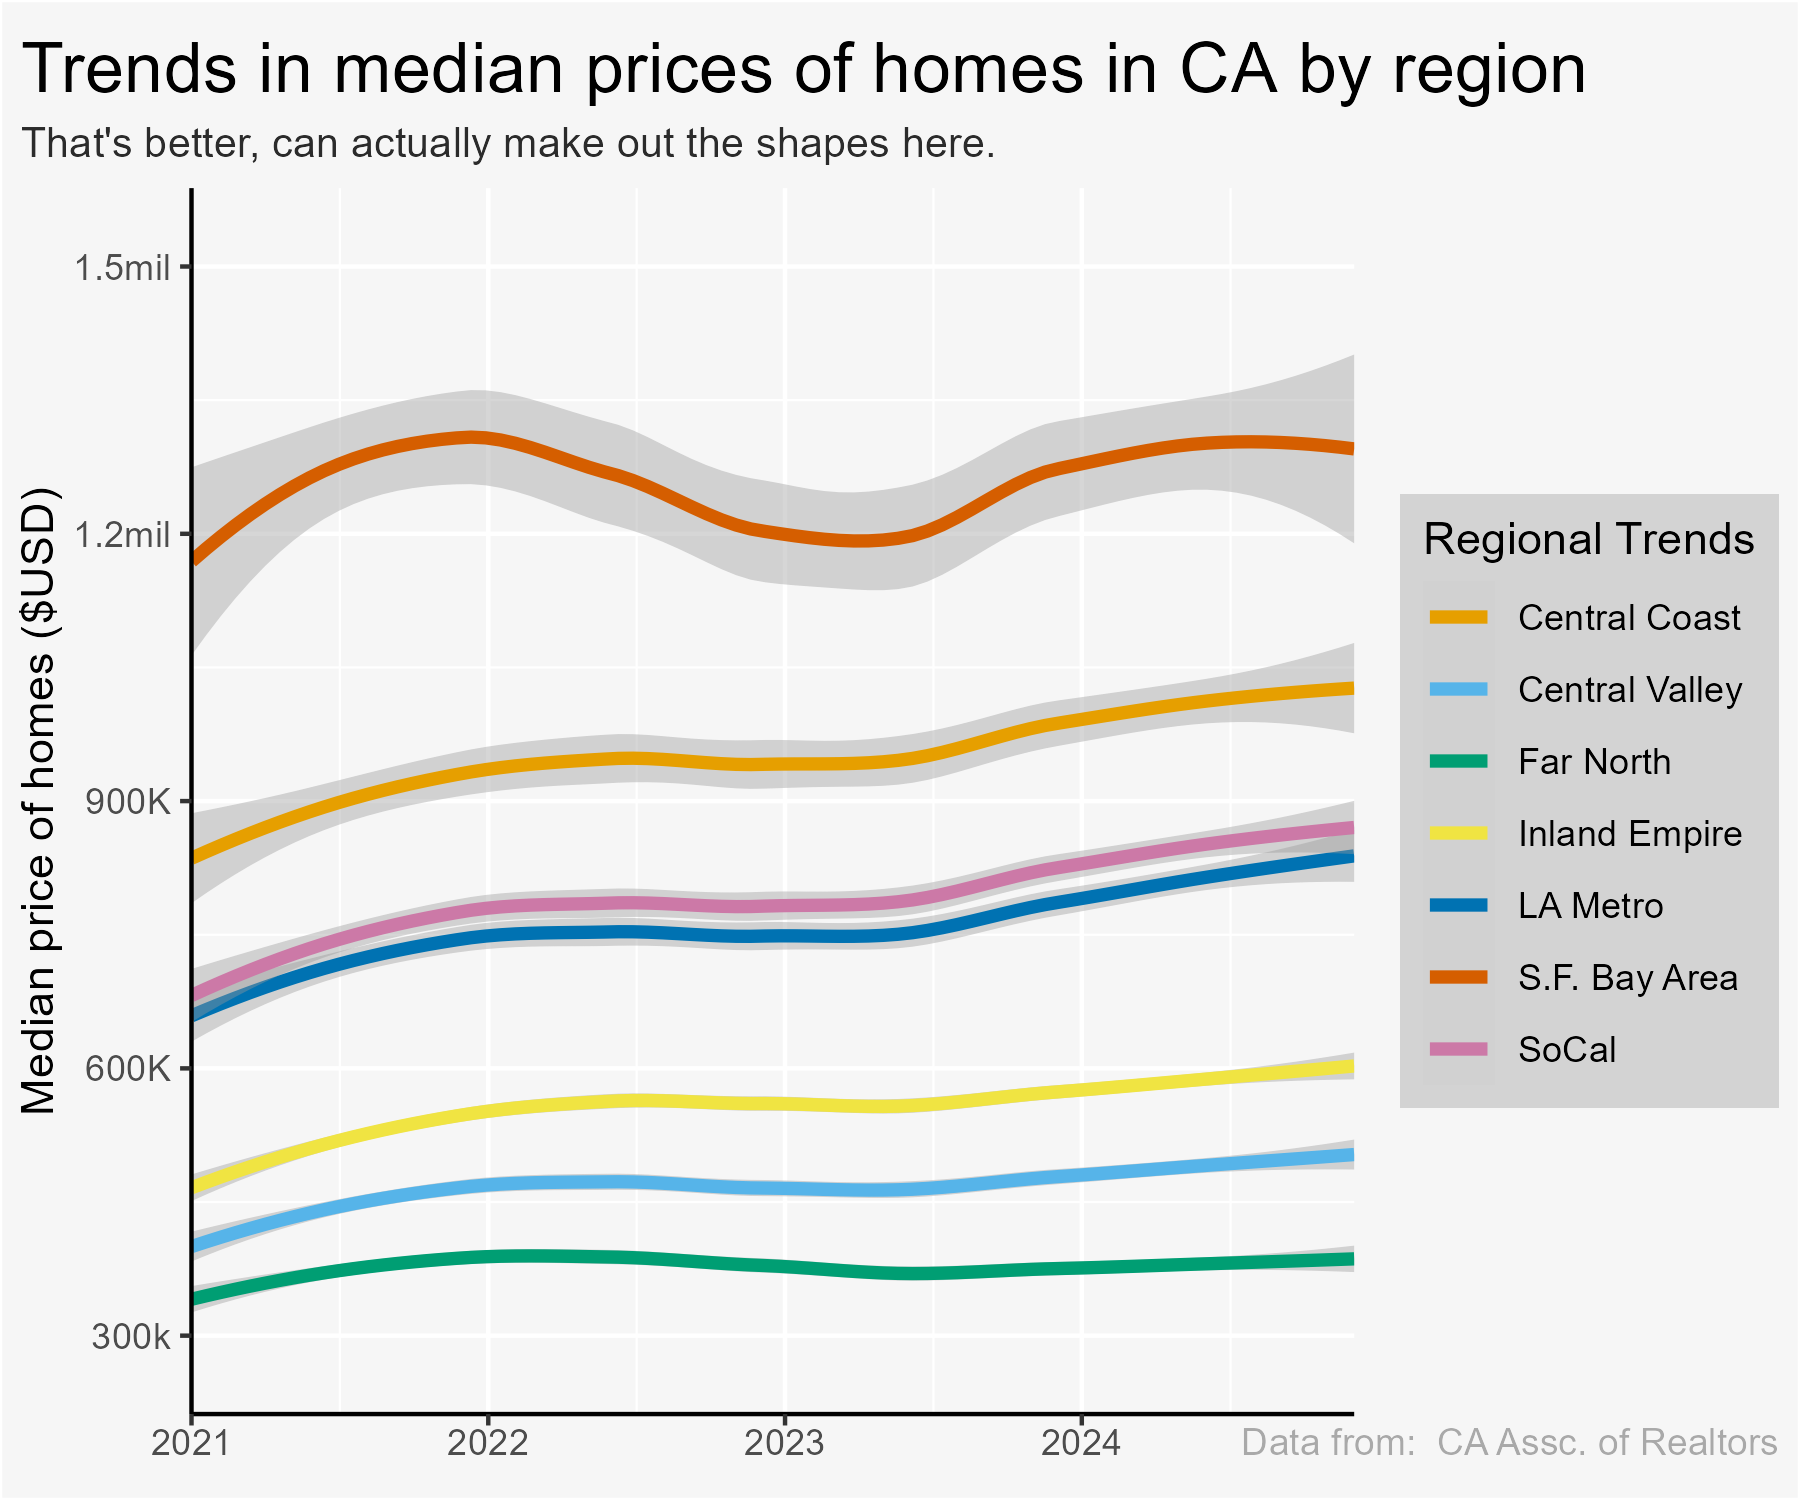 Trends in median prices of homes in CA by region
That's better, can actually make out the shapes here.
Median price of homes ($USD)
1.5mil
1.2mil
900K
600K
300k
2021 2022 2023 2024
Regional Trends
Central Coast
Central Valley
Far North
Inland Empire
LA Metro
S.F. Bay Area
SoCal
Data from:  CA Assc. of Realtors